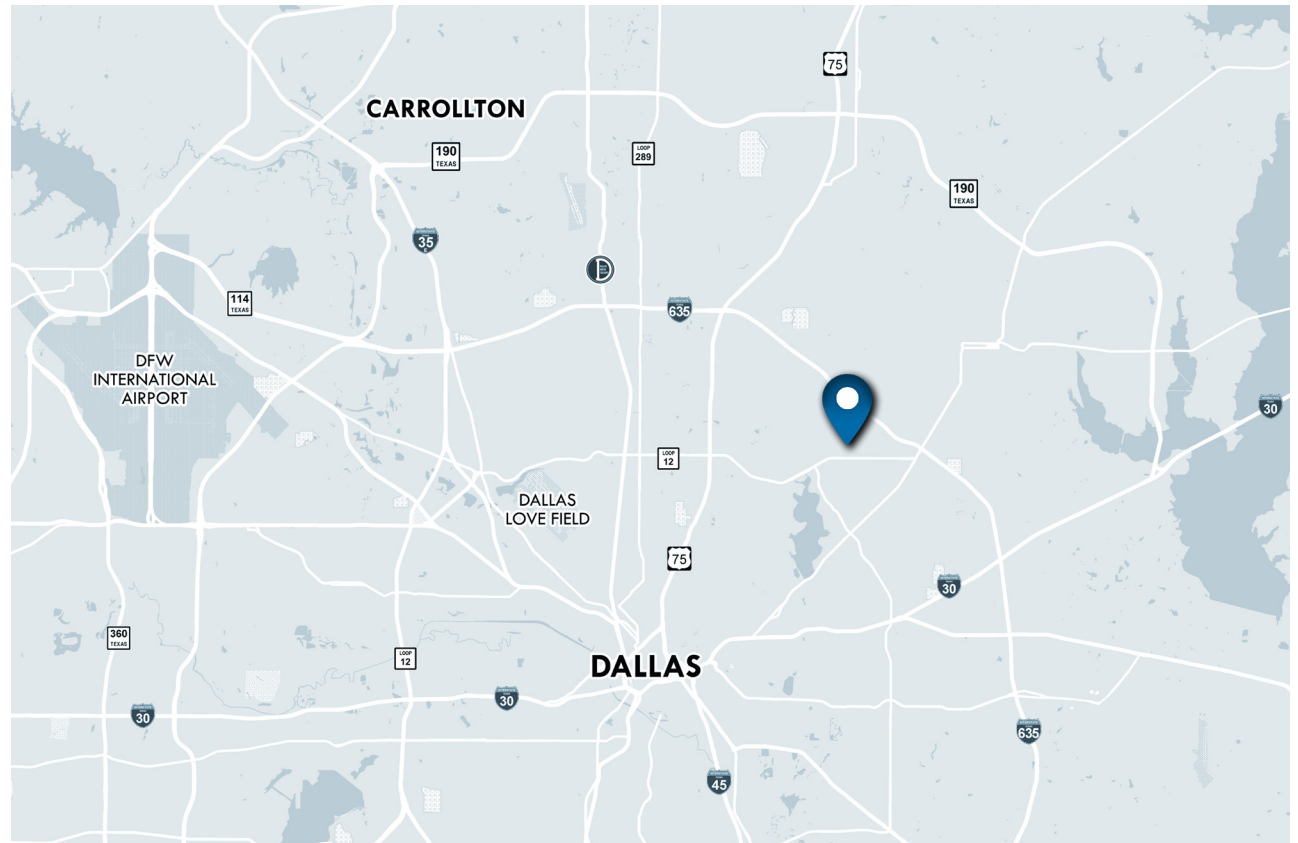 75
CARROLLTON
190
TEXAS
LOOP
289
190
TEXAS
35
E
114
TEXAS
635
DFW
INTERNATIONAL
AIRPORT
30
LOOP
12
DALLAS
LOVE FIELD
75
30
360
TEXAS
LOOP
12
DALLAS
30
30
635
45